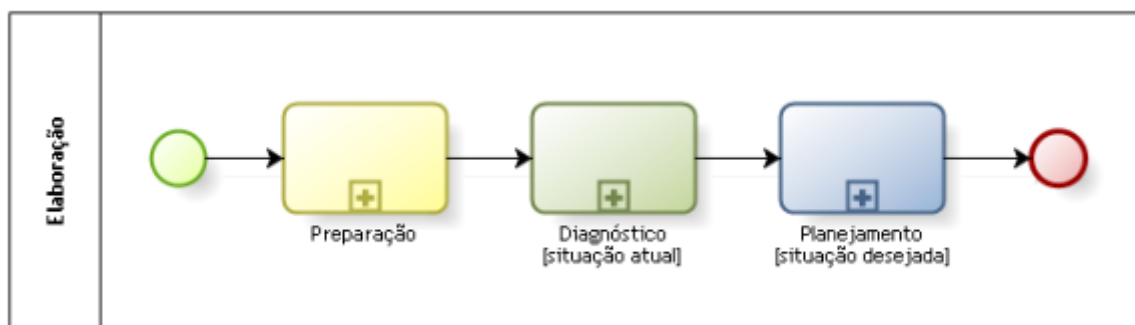 Elaboração
Preparação
Diagnóstico
[situação atual]
Planejamento
[situação desejada]